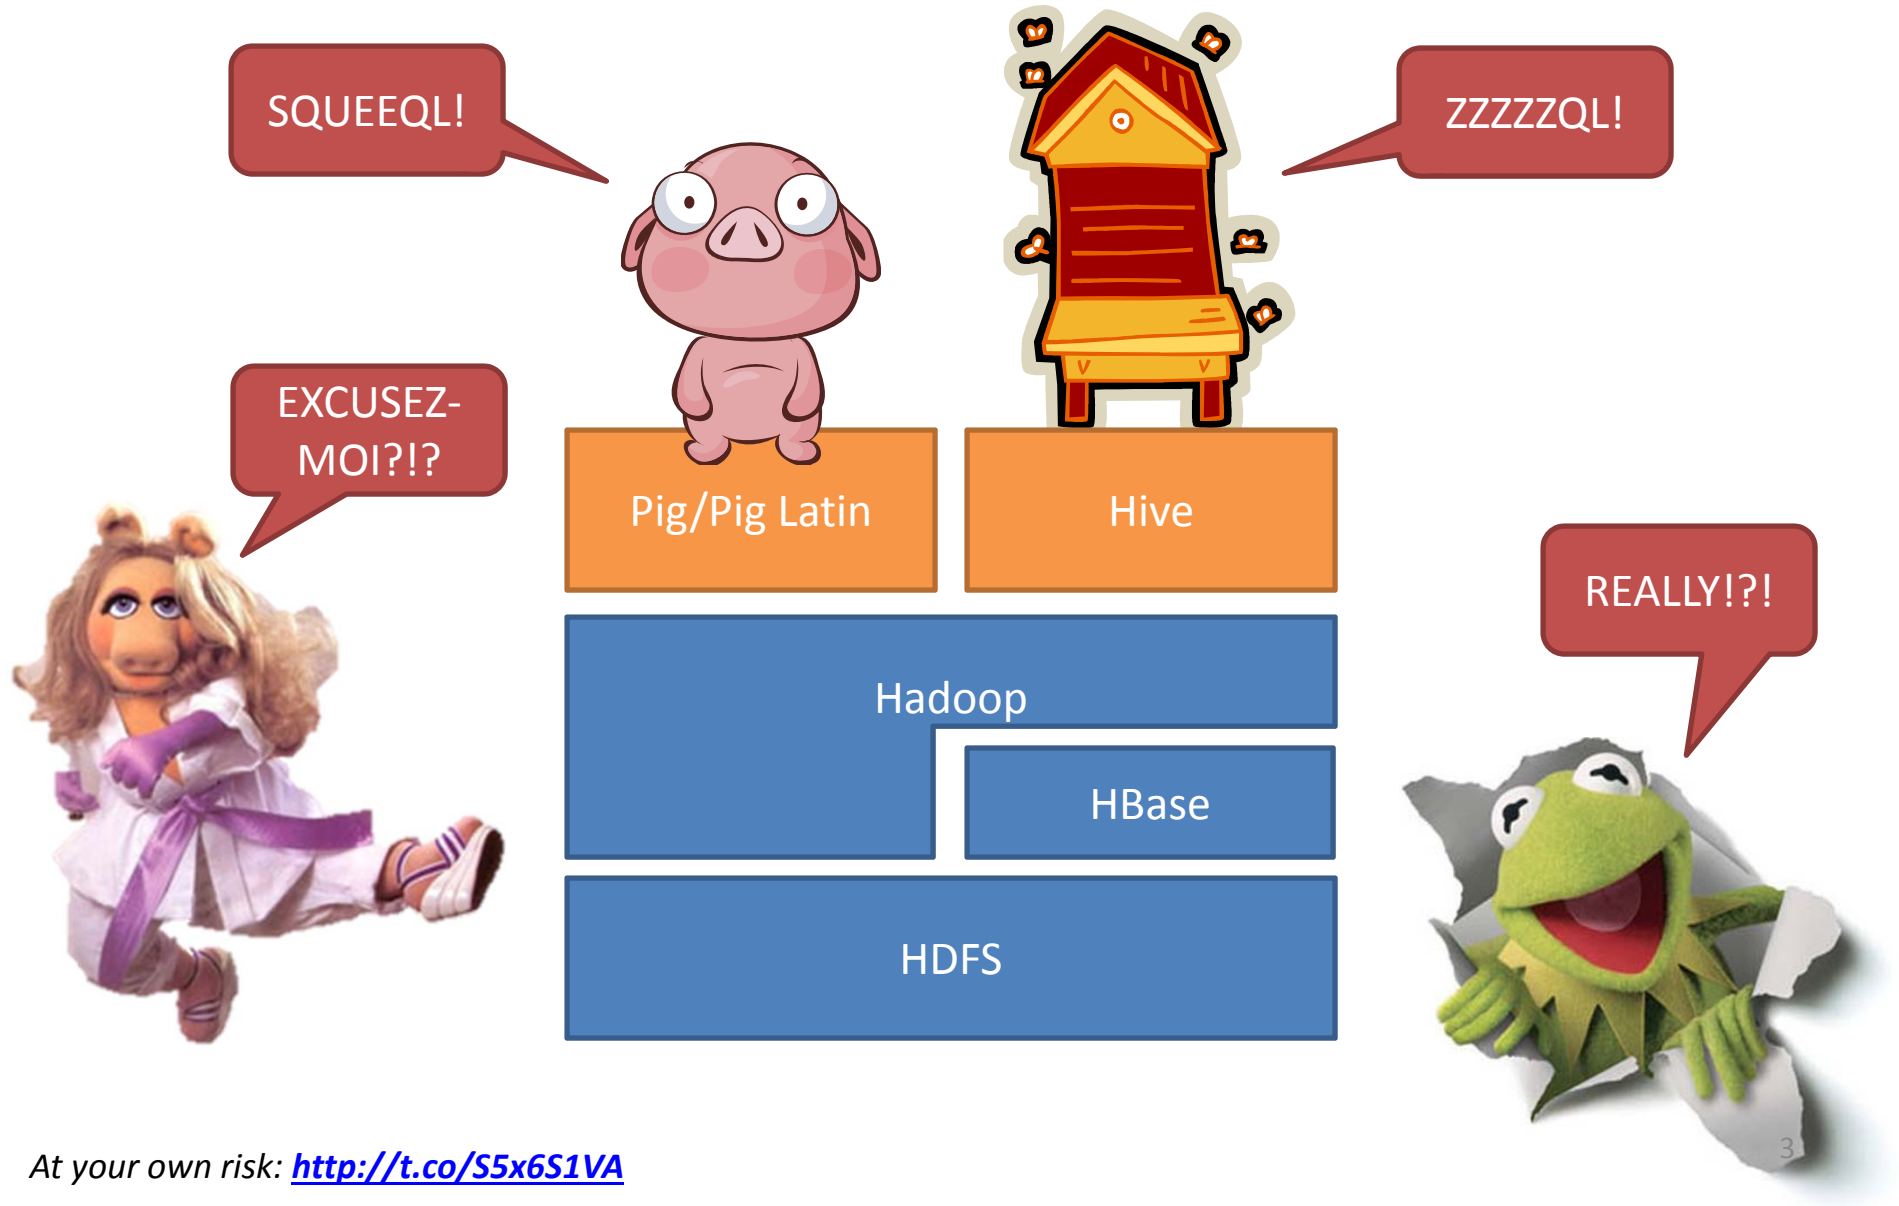 SQUEEQL!
ZZZZZQL!
EXCUSEZ-
MOI?!?
Pig/Pig Latin
Hive
REALLY!?!
Hadoop
HBase
HDFS
At your own risk: http://t.co/S5x6S1VA
3